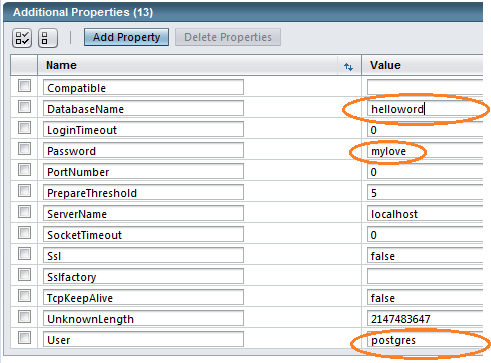 Additional Properties (13)
Add Property Delete Properties
Name Value
Compatible
DatabaseName helloword
LoginTimeout 0
Password mylove
PortNumber 0
PrepareThreshold 5
ServerName localhost
SocketTimeout 0
Ssl false
Sslfactory
TcpKeepAlive false
UnknownLength 2147483647
User postgres